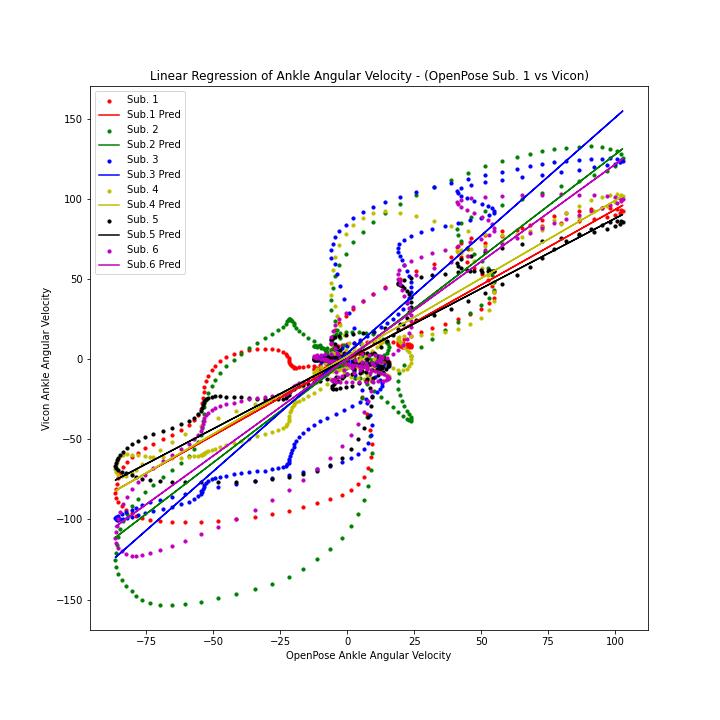 Linear Regression of Ankle Angular Velocity - (OpenPose Sub. 1 vs Vicon)
Sub. 1
Sub.1 Pred
Sub. 2
Sub.2 Pred
Sub. 3
Sub.3 Pred
Sub. 4
Sub.4 Pred
Sub. 5
Sub.5 Pred
Sub. 6
Sub.6 Pred
150
100
50
0
−50
−100
−150
Vicon Ankle Angular Velocity
−75 −50 −25 0 25 50 75 100
OpenPose Ankle Angular Velocity